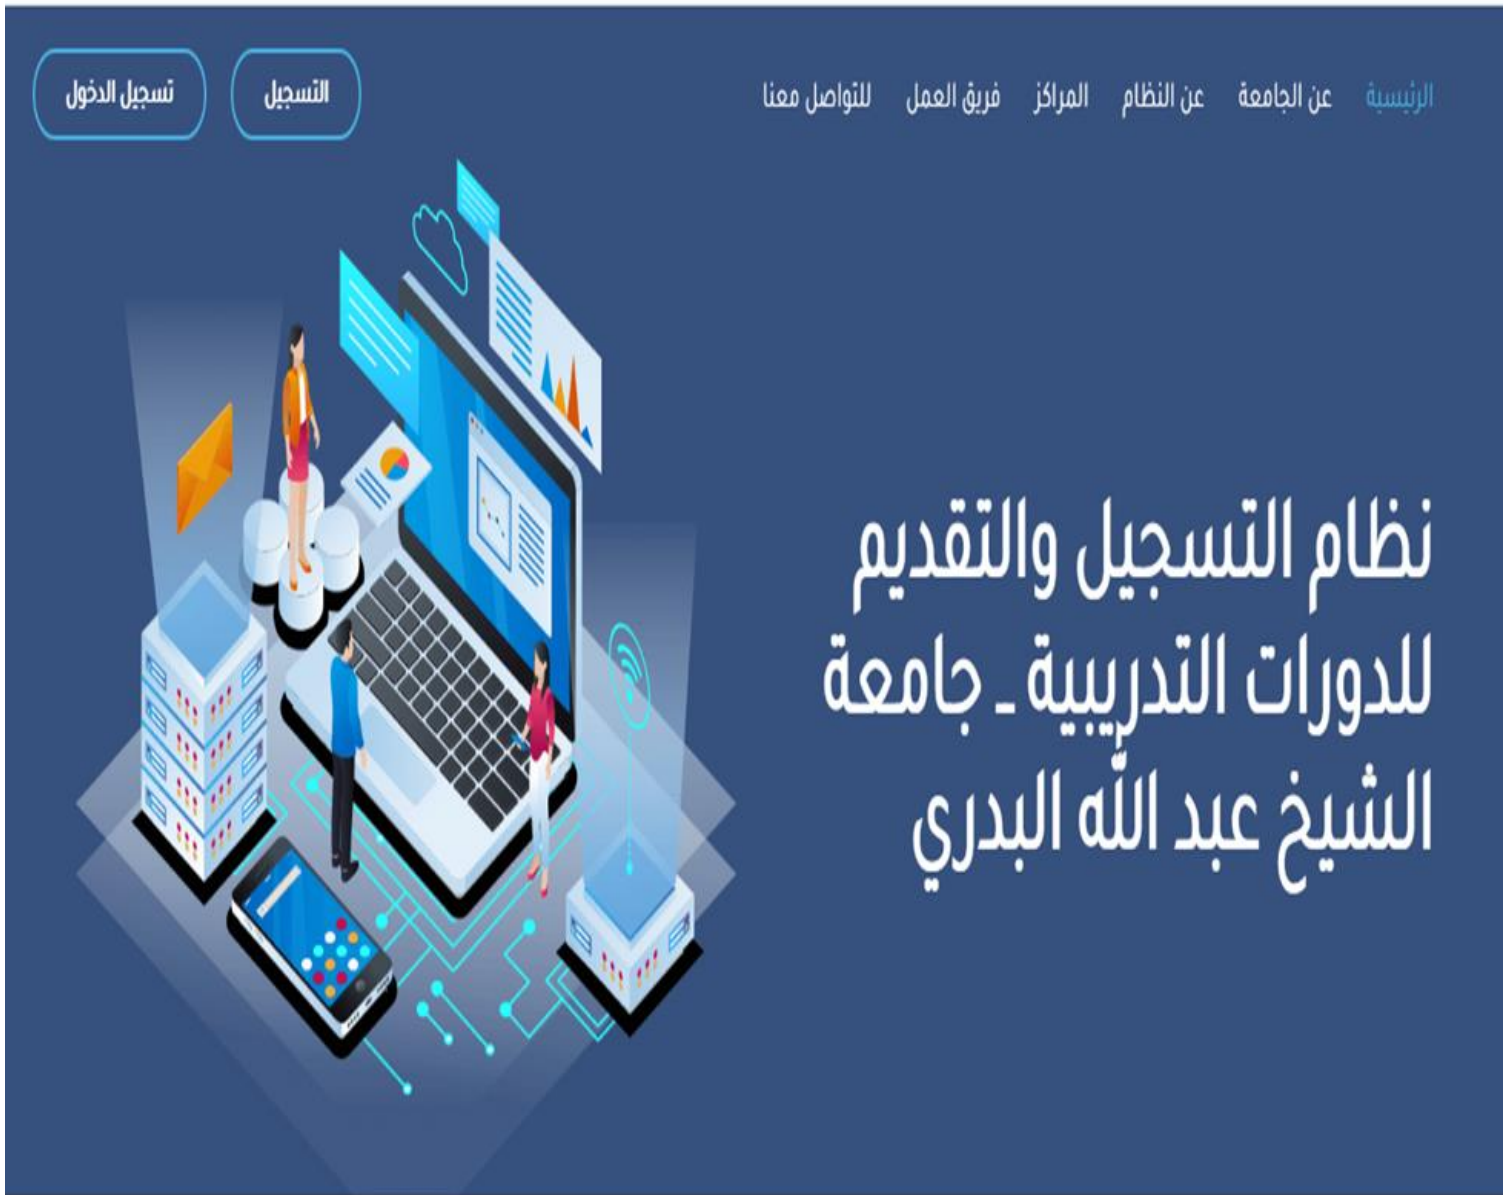 الرئيسية عن الجامعة عن النظام المراكز فريق العمل للتواصل معنا التسجيل تسجيل الدخول
نظام التسجيل والتقديم
للدورات التدريبية ـ جامعة
الشيخ عبد الله البدري